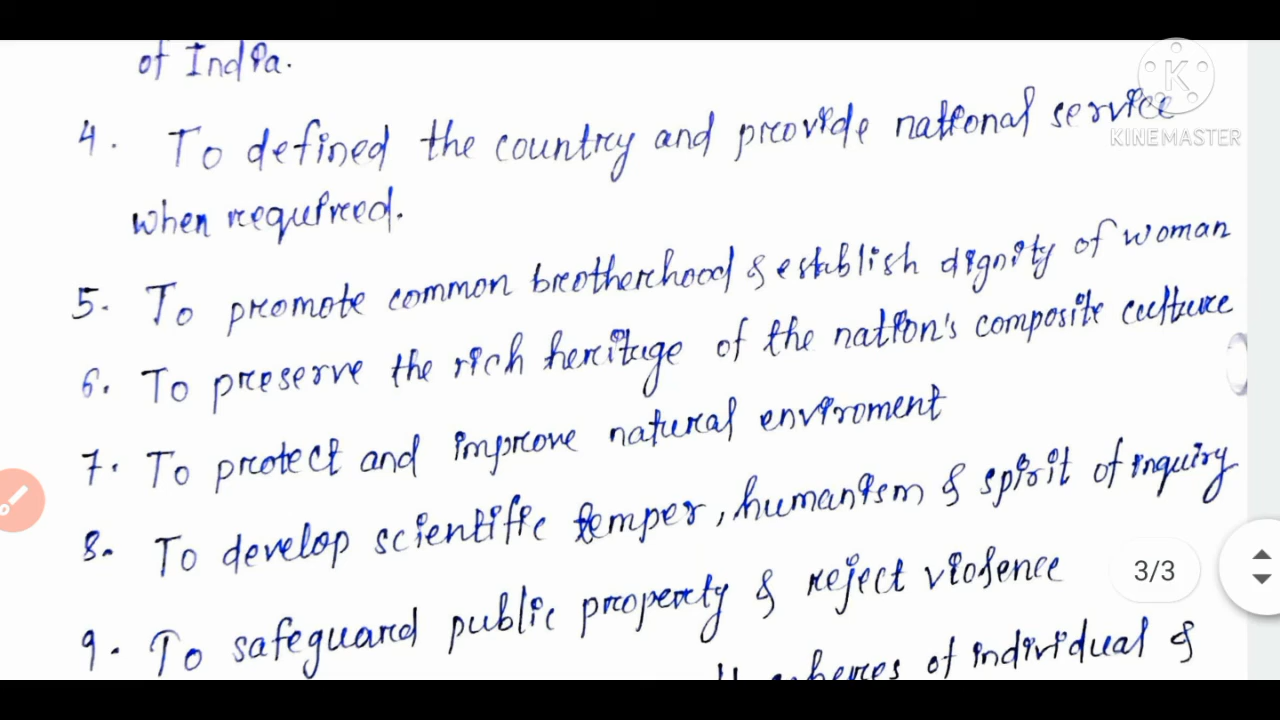 of India.
4. To defined the country and provide national service
when required.
5. To promote common brotherhood & establish dignity of woman
6. To preserve the rich heritage of the nation's composite culture
7. To protect and improve natural enviroment
8. To develop scientific temper, humanism & spirit of inquiry
9. To safeguard public property & reject violence
spheres of individual &
KINEMASTER
3/3